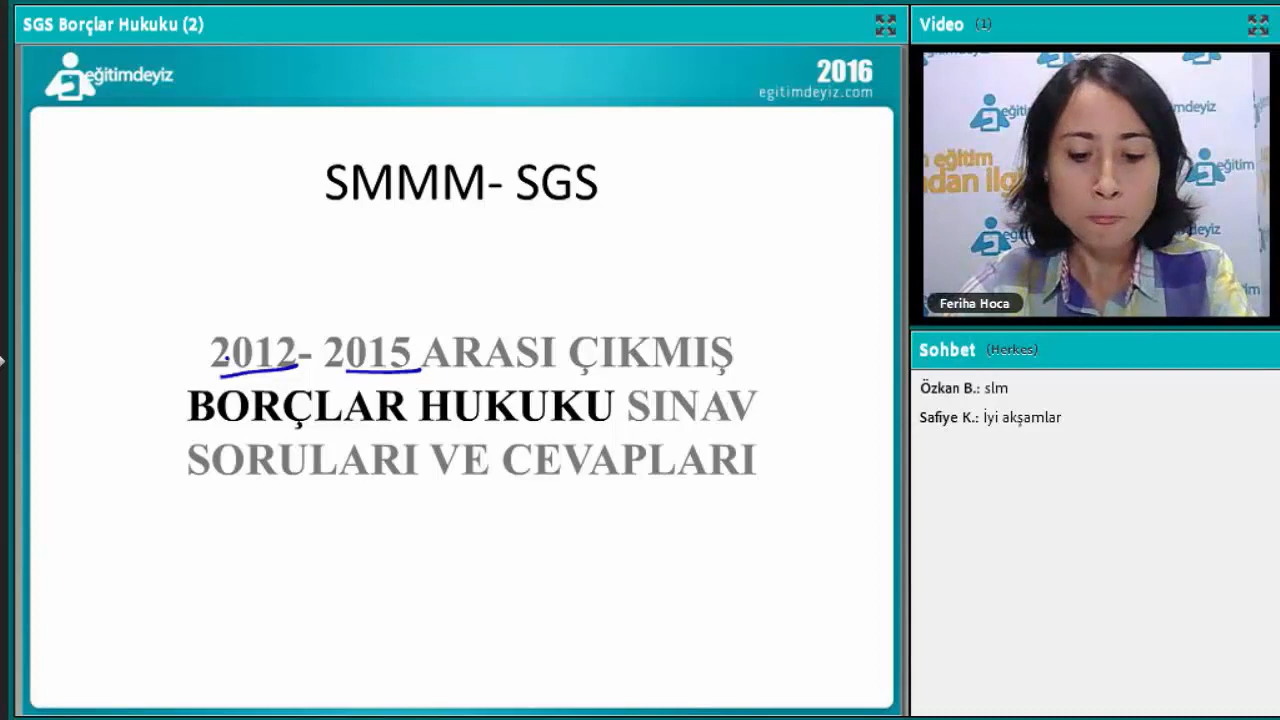 SGS Borçlar Hukuku (2)
eğitimdeyiz
2016
egitimdeyiz.com
SMMM- SGS
2012- 2015 ARASI ÇIKMIŞ
BORÇLAR HUKUKU SINAV
SORULARI VE CEVAPLARI
Video (1)
eğitim
Feriha Hoca
Sohbet (Herkes)
Özkan B.: slm
Safiye K.: İyi akşamlar